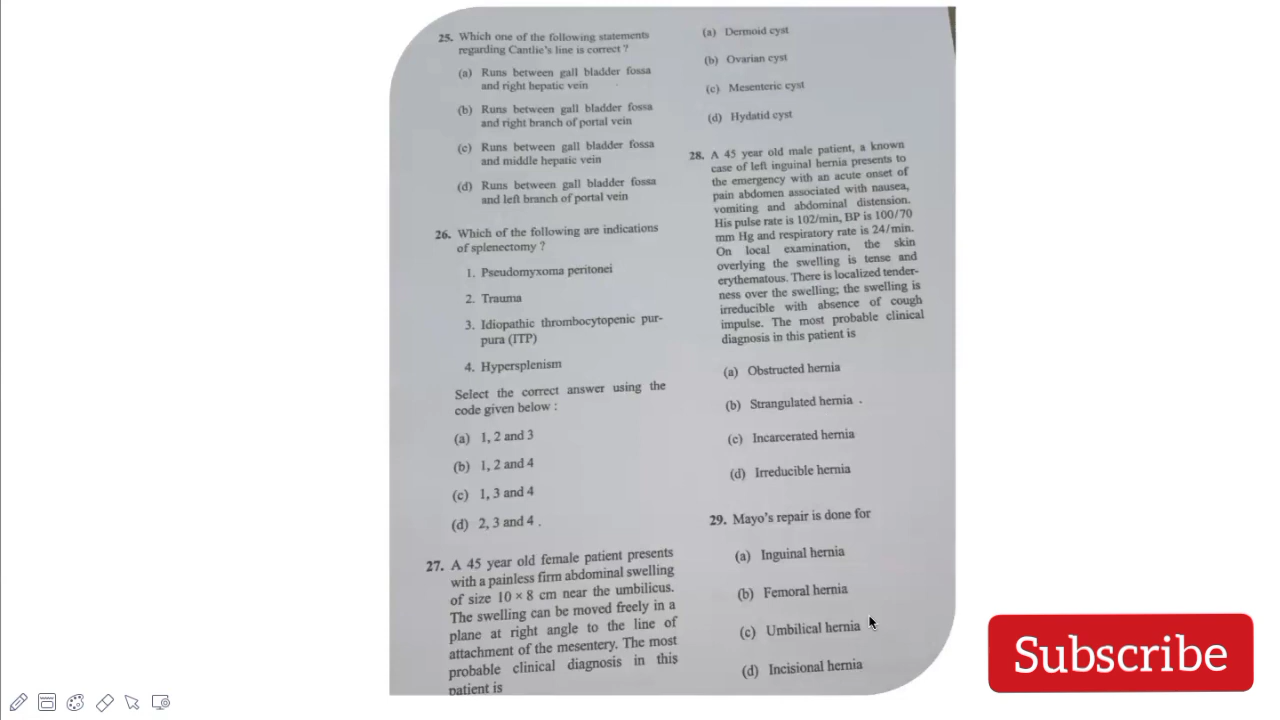 25. Which one of the following statements
regarding Cantlie's line is correct ?
(a) Runs between gall bladder fossa
and right hepatic vein
(b) Runs between gall bladder fossa
and right branch of portal vein
(c) Runs between gall bladder fossa
and middle hepatic vein
(d) Runs between gall bladder fossa
and left branch of portal vein
26. Which of the following are indications
of splenectomy ?
1. Pseudomyxoma peritonei
2. Trauma
3. Idiopathic thrombocytopenic pur-
pura (ITP)
4. Hypersplenism
Select the correct answer using the
code given below :
(a) 1, 2 and 3
(b) 1, 2 and 4
(c) 1, 3 and 4
(d) 2, 3 and 4 .
27. A 45 year old female patient presents
with a painless firm abdominal swelling
of size 10 × 8 cm near the umbilicus.
The swelling can be moved freely in a
plane at right angle to the line of
attachment of the mesentery. The most
probable clinical diagnosis in this
patient is
(a) Dermoid cyst
(b) Ovarian cyst
(c) Mesenteric cyst
(d) Hydatid cyst
28. A 45 year old male patient, a known
case of left inguinal hernia presents to
the emergency with an acute onset of
pain abdomen associated with nausea,
vomiting and abdominal distension.
His pulse rate is 102/min, BP is 100/70
mm Hg and respiratory rate is 24/min.
On local examination, the skin
overlying the swelling is tense and
erythematous. There is localized tender-
ness over the swelling; the swelling is
irreducible with absence of cough
impulse. The most probable clinical
diagnosis in this patient is
(a) Obstructed hernia
(b) Strangulated hernia .
(c) Incarcerated hernia
(d) Irreducible hernia
29. Mayo's repair is done for
(a) Inguinal hernia
(b) Femoral hernia
(c) Umbilical hernia
(d) Incisional hernia
Subscribe